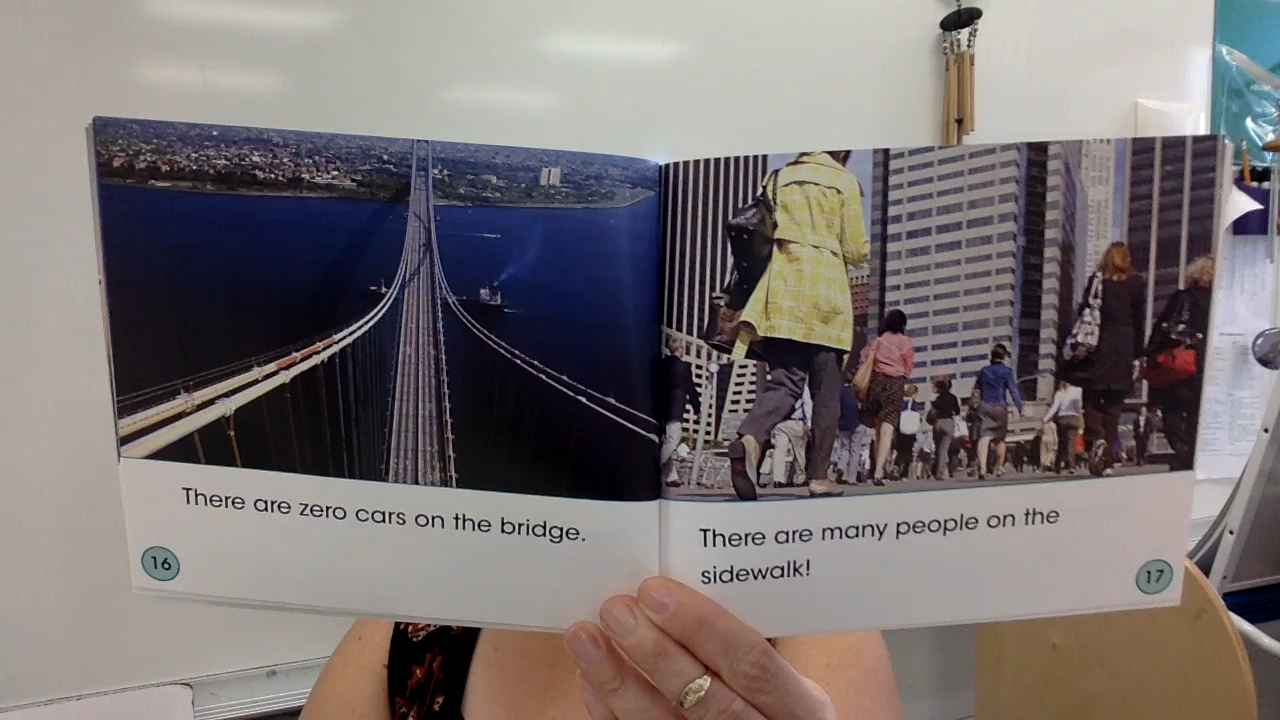 There are zero cars on the bridge.
16
There are many people on the
sidewalk!
17